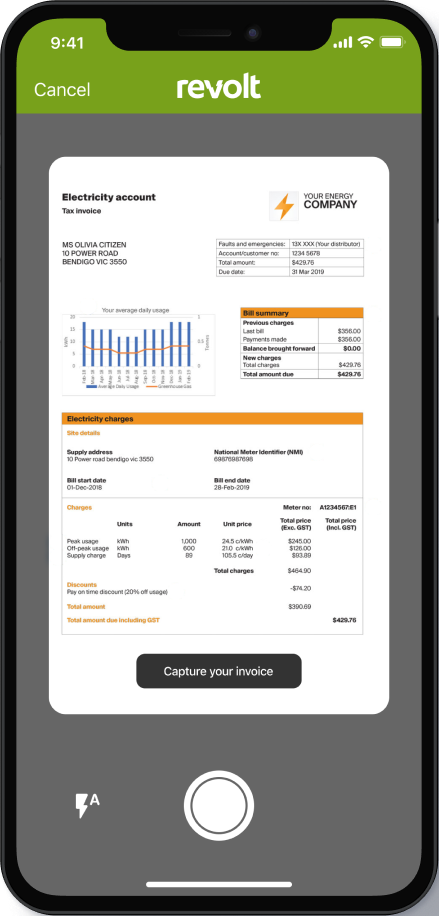 9:41
Cancel
revolt
Electricity account
Tax invoice
YOUR ENERGY
COMPANY
MS OLIVIA CITIZEN
10 POWER ROAD
BENDIGO VIC 3550
Faults and emergencies: 13X XXX (Your distributor)
Account/customer no: 1234 5678
Total amount: $429.76
Due date: 31 Mar 2019
Your average daily usage
kWh
Tonnes
Average Daily Usage GreenhouseGas
Bill summary
Previous charges
Last bill $356.00
Payments made $356.00
Balance brought forward $0.00
New charges
Total charges $429.76
Total amount due $429.76
Electricity charges
Site details
Supply address National Meter Identifier (NMI)
10 Power road bendigo vic 3550 69876987698
Bill start date Bill end date
01-Dec-2018 28-Feb-2019
Charges Meter no: A1234567:E1
Units Amount Unit price Total price (Exc. GST) Total price (Incl. GST)
Peak usage kWh 1,000 24.5 c/kWh $245.00
Off-peak usage kWh 600 21.0 c/kWh $126.00
Supply charge Days 89 105.5 c/day $93.89
Total charges $464.90
Discounts
Pay on time discount (20% off usage) -$74.20
Total amount $390.69
Total amount due including GST $429.76
Capture your invoice
A